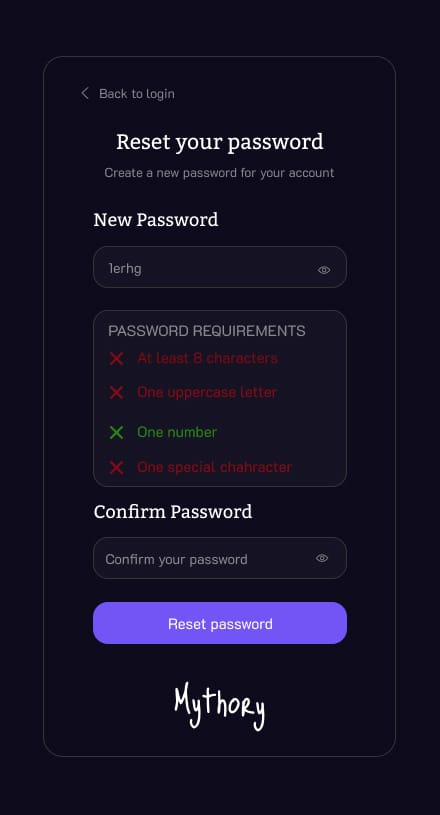 Back to login
Reset your password
Create a new password for your account
New Password
1erhg
PASSWORD REQUIREMENTS
At least 8 characters
One uppercase letter
One number
One special chahracter
Confirm Password
Confirm your password
Reset password
Mythory